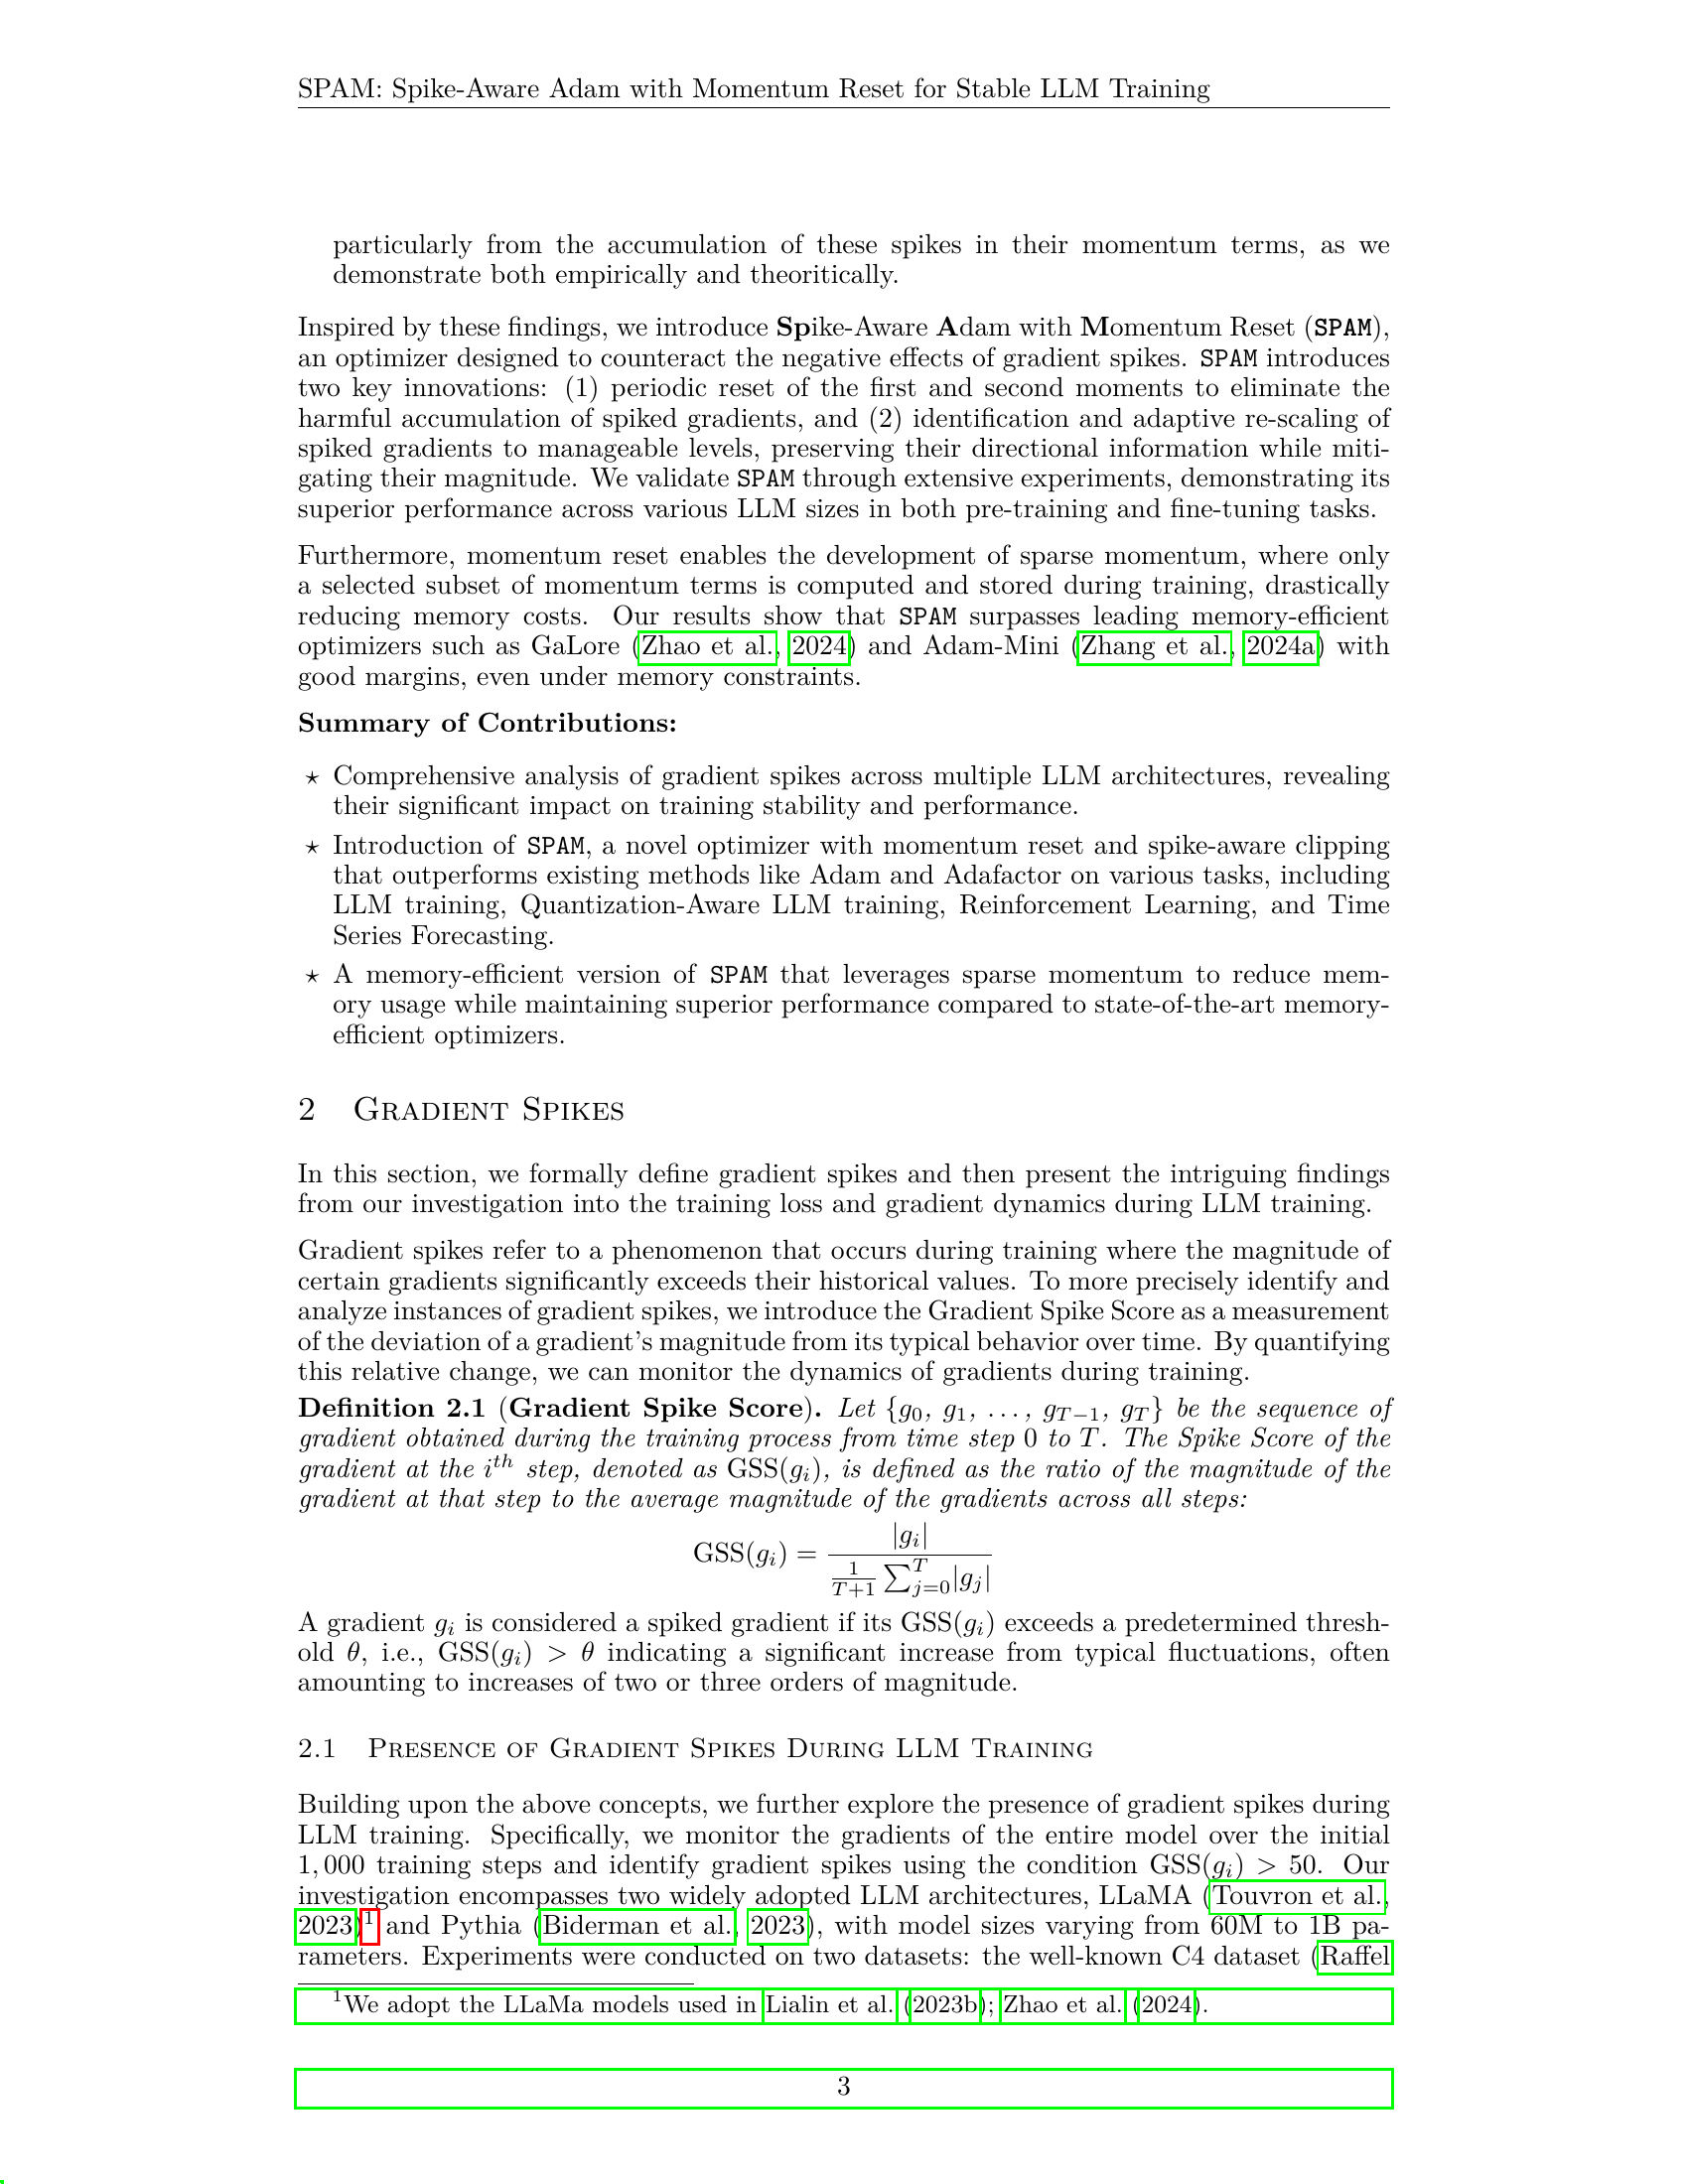 SPAM: Spike-Aware Adam with Momentum Reset for Stable LLM Training
particularly from the accumulation of these spikes in their momentum terms, as we
demonstrate both empirically and theoritically.
Inspired by these findings, we introduce Spike-Aware Adam with Momentum Reset (SPAM),
an optimizer designed to counteract the negative effects of gradient spikes. SPAM introduces
two key innovations: (1) periodic reset of the first and second moments to eliminate the
harmful accumulation of spiked gradients, and (2) identification and adaptive re-scaling of
spiked gradients to manageable levels, preserving their directional information while miti-
gating their magnitude. We validate SPAM through extensive experiments, demonstrating its
superior performance across various LLM sizes in both pre-training and fine-tuning tasks.
Furthermore, momentum reset enables the development of sparse momentum, where only
a selected subset of momentum terms is computed and stored during training, drastically
reducing memory costs. Our results show that SPAM surpasses leading memory-efficient
optimizers such as GaLore (Zhao et al., 2024) and Adam-Mini (Zhang et al., 2024a) with
good margins, even under memory constraints.
Summary of Contributions:
⋆ Comprehensive analysis of gradient spikes across multiple LLM architectures, revealing
their significant impact on training stability and performance.
⋆ Introduction of SPAM, a novel optimizer with momentum reset and spike-aware clipping
that outperforms existing methods like Adam and Adafactor on various tasks, including
LLM training, Quantization-Aware LLM training, Reinforcement Learning, and Time
Series Forecasting.
⋆ A memory-efficient version of SPAM that leverages sparse momentum to reduce mem-
ory usage while maintaining superior performance compared to state-of-the-art memory-
efficient optimizers.
2 Gradient Spikes
In this section, we formally define gradient spikes and then present the intriguing findings
from our investigation into the training loss and gradient dynamics during LLM training.
Gradient spikes refer to a phenomenon that occurs during training where the magnitude of
certain gradients significantly exceeds their historical values. To more precisely identify and
analyze instances of gradient spikes, we introduce the Gradient Spike Score as a measurement
of the deviation of a gradient's magnitude from its typical behavior over time. By quantifying
this relative change, we can monitor the dynamics of gradients during training.
Definition 2.1 (Gradient Spike Score). Let {g₀, g₁, ..., g_{T−1}, g_T} be the sequence of
gradient obtained during the training process from time step 0 to T. The Spike Score of the
gradient at the i^{th} step, denoted as GSS(g_i), is defined as the ratio of the magnitude of the
gradient at that step to the average magnitude of the gradients across all steps:
GSS(g_i) = |g_i| / (1/(T+1) ∑_{j=0}^{T} |g_j|)
A gradient g_i is considered a spiked gradient if its GSS(g_i) exceeds a predetermined thresh-
old θ, i.e., GSS(g_i) > θ indicating a significant increase from typical fluctuations, often
amounting to increases of two or three orders of magnitude.
2.1 Presence of Gradient Spikes During LLM Training
Building upon the above concepts, we further explore the presence of gradient spikes during
LLM training. Specifically, we monitor the gradients of the entire model over the initial
1,000 training steps and identify gradient spikes using the condition GSS(g_i) > 50. Our
investigation encompasses two widely adopted LLM architectures, LLaMA (Touvron et al.,
2023)¹ and Pythia (Biderman et al., 2023), with model sizes varying from 60M to 1B pa-
rameters. Experiments were conducted on two datasets: the well-known C4 dataset (Raffel
¹We adopt the LLaMa models used in Lialin et al. (2023b); Zhao et al. (2024).
3